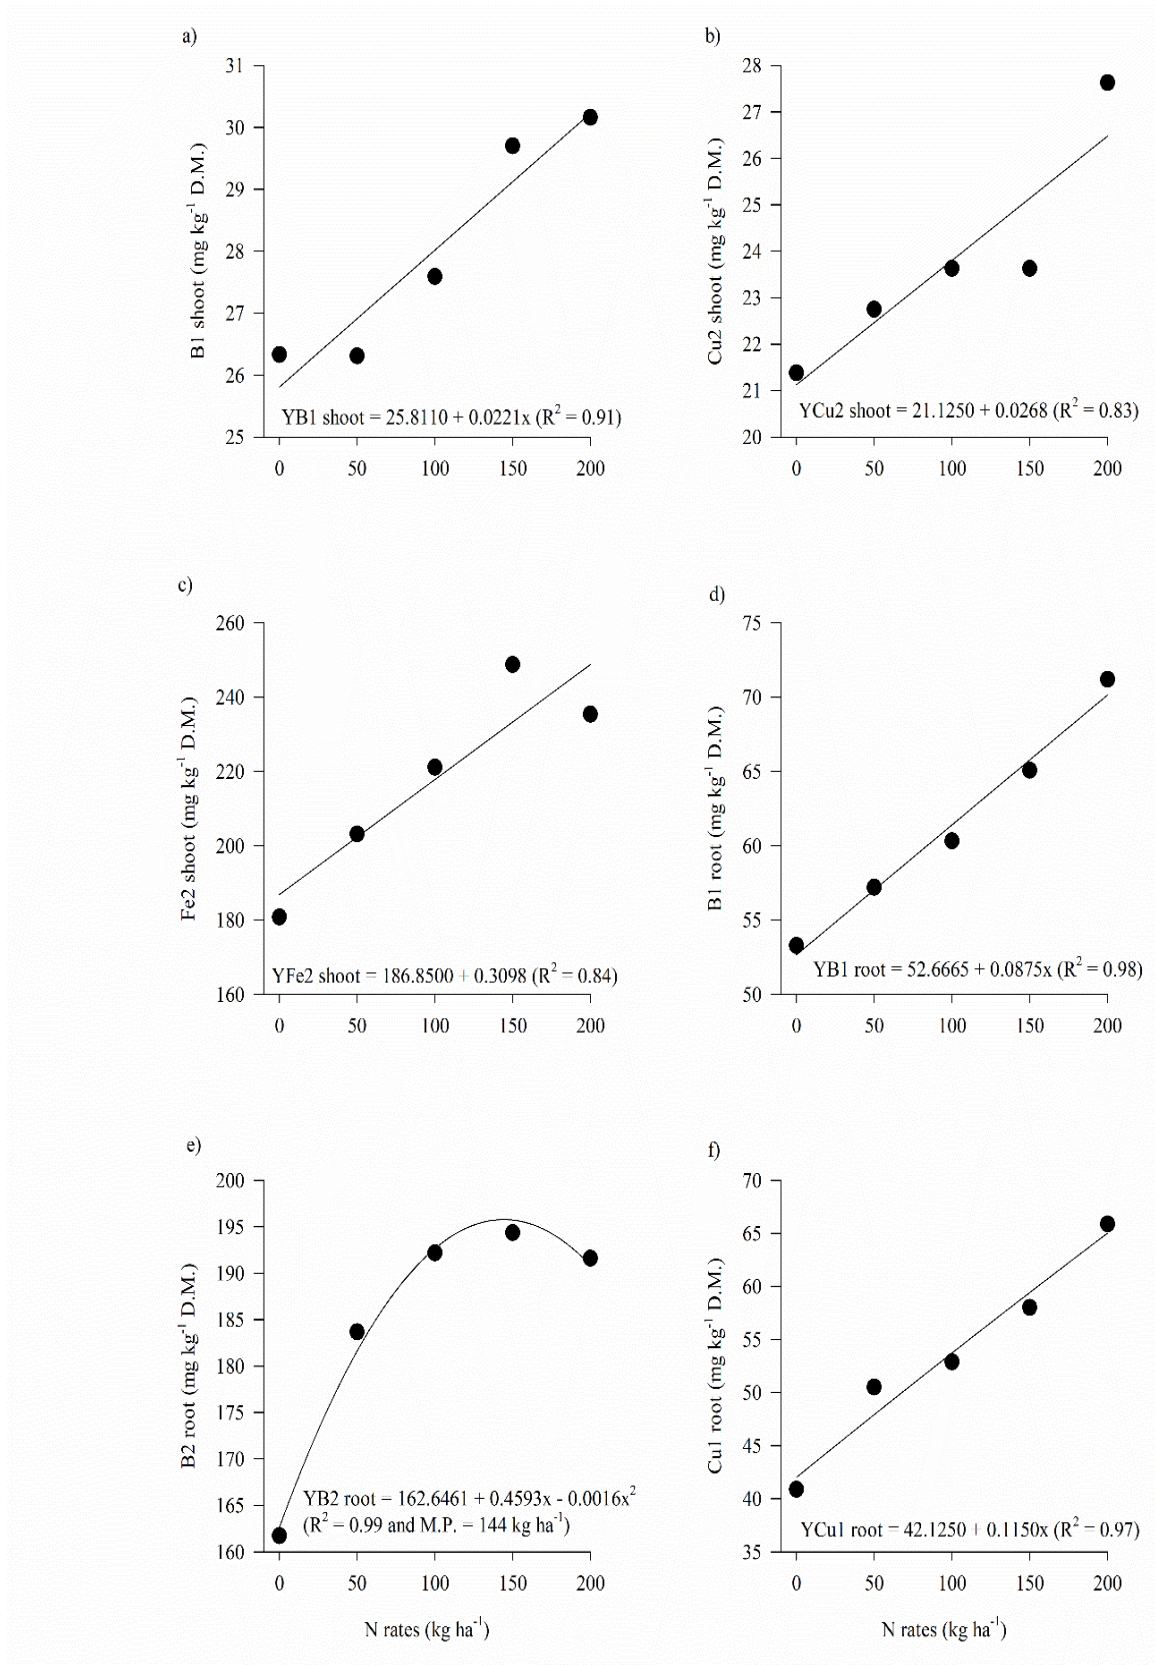 a)
31
30
29
28
27
26
25
B1 shoot (mg kg⁻¹ D.M.)
YB1 shoot = 25.8110 + 0.0221x (R² = 0.91)
0 50 100 150 200
b)
28
27
26
25
24
23
22
21
20
Cu2 shoot (mg kg⁻¹ D.M.)
YCu2 shoot = 21.1250 + 0.0268 (R² = 0.83)
0 50 100 150 200
c)
260
240
220
200
180
160
Fe2 shoot (mg kg⁻¹ D.M.)
YFe2 shoot = 186.8500 + 0.3098 (R² = 0.84)
0 50 100 150 200
d)
75
70
65
60
55
50
B1 root (mg kg⁻¹ D.M.)
YB1 root = 52.6665 + 0.0875x (R² = 0.98)
0 50 100 150 200
e)
200
195
190
185
180
175
170
165
160
B2 root (mg kg⁻¹ D.M.)
YB2 root = 162.6461 + 0.4593x - 0.0016x²
(R² = 0.99 and M.P. = 144 kg ha⁻¹)
0 50 100 150 200
N rates (kg ha⁻¹)
f)
70
65
60
55
50
45
40
35
Cu1 root (mg kg⁻¹ D.M.)
YCu1 root = 42.1250 + 0.1150x (R² = 0.97)
0 50 100 150 200
N rates (kg ha⁻¹)